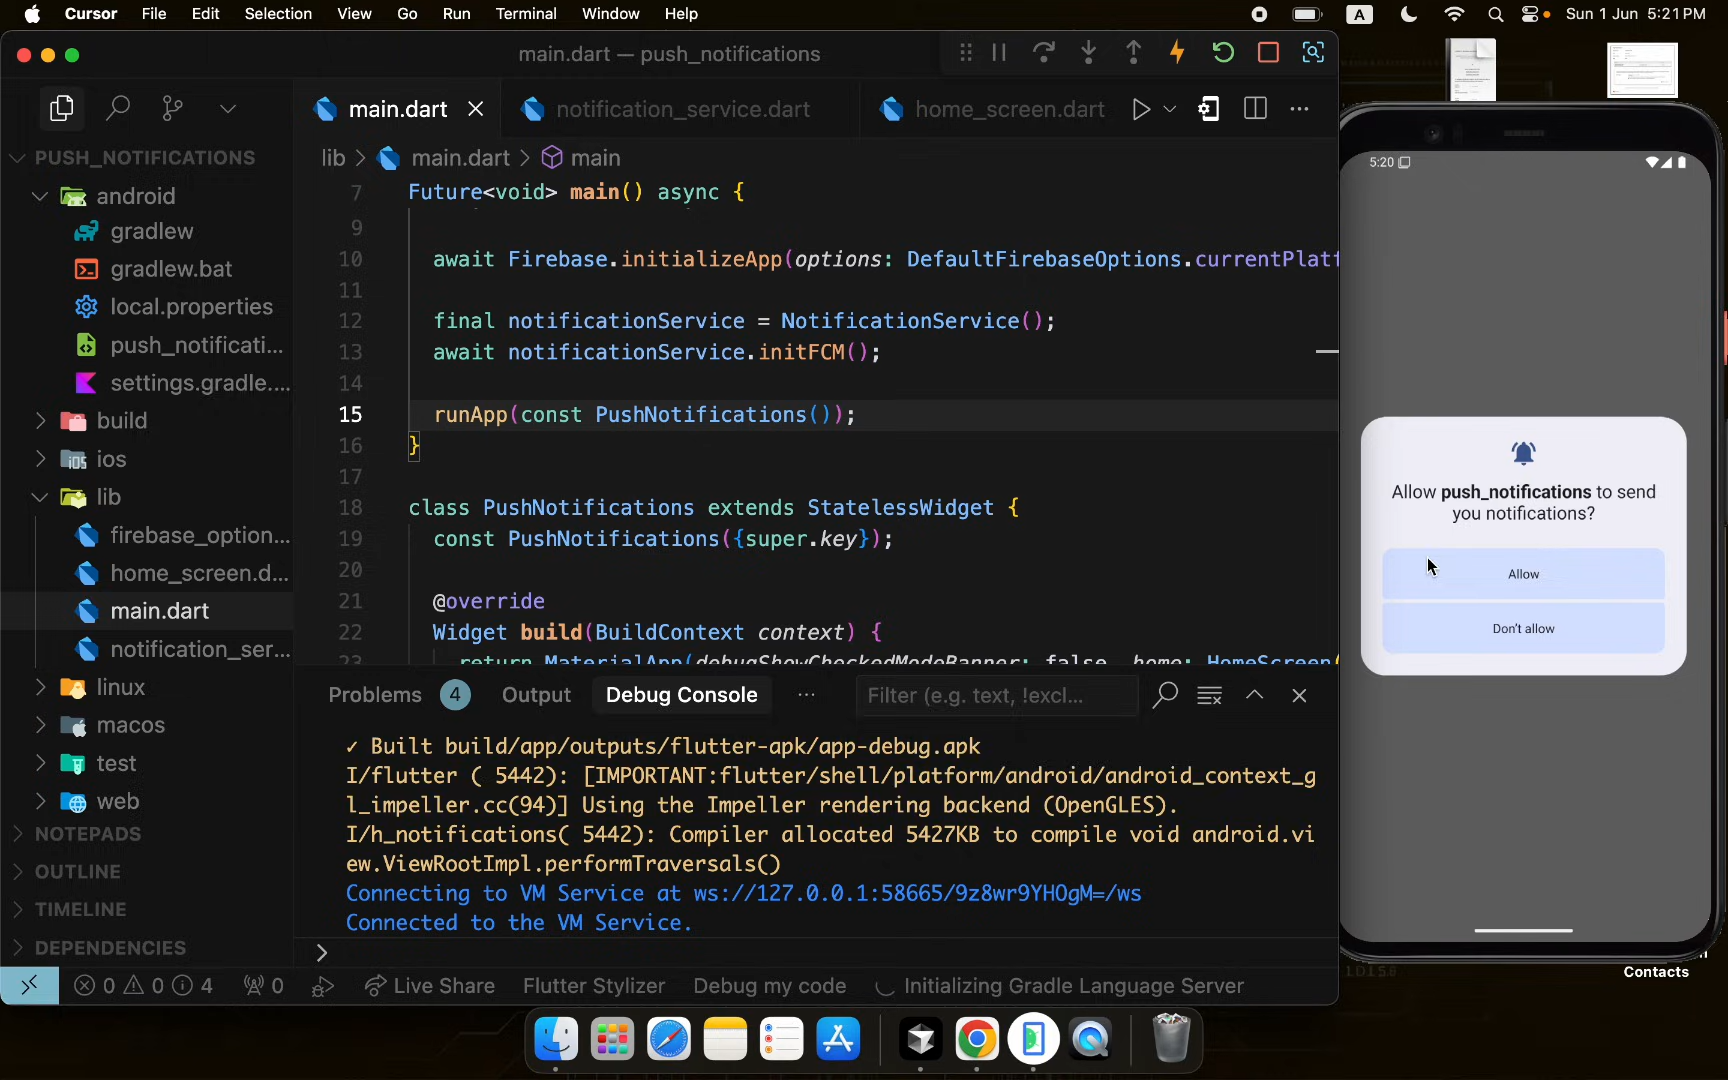 Cursor File Edit Selection View Go Run Terminal Window Help
A Sun 1 Jun 5:21 PM
main.dart — push_notifications
main.dart notification_service.dart home_screen.dart
PUSH_NOTIFICATIONS
android
gradlew
gradlew.bat
local.properties
push_notificati...
settings.gradle....
build
ios
lib
firebase_option...
home_screen.d...
main.dart
notification_ser...
linux
macos
test
web
NOTEPADS
OUTLINE
TIMELINE
DEPENDENCIES
lib > main.dart > main
7 Future<void> main() async {
9
10 await Firebase.initializeApp(options: DefaultFirebaseOptions.currentPlatf
11
12 final notificationService = NotificationService();
13 await notificationService.initFCM();
14
15 runApp(const PushNotifications());
16 }
17
18 class PushNotifications extends StatelessWidget {
19 const PushNotifications({super.key});
20
21 @override
22 Widget build(BuildContext context) {
23 return MaterialApp(debugShowCheckedModeBanner: false, home: HomeScreen(
Problems 4 Output Debug Console ... Filter (e.g. text, !excl...
✓ Built build/app/outputs/flutter-apk/app-debug.apk
I/flutter ( 5442): [IMPORTANT:flutter/shell/platform/android/android_context_g
l_impeller.cc(94)] Using the Impeller rendering backend (OpenGLES).
I/h_notifications( 5442): Compiler allocated 5427KB to compile void android.vi
ew.ViewRootImpl.performTraversals()
Connecting to VM Service at ws://127.0.0.1:58665/9z8wr9YHOgM=/ws
Connected to the VM Service.
>
0 0 4 0 Live Share Flutter Stylizer Debug my code Initializing Gradle Language Server
5:20
Allow push_notifications to send
you notifications?
Allow
Don't allow
Contacts